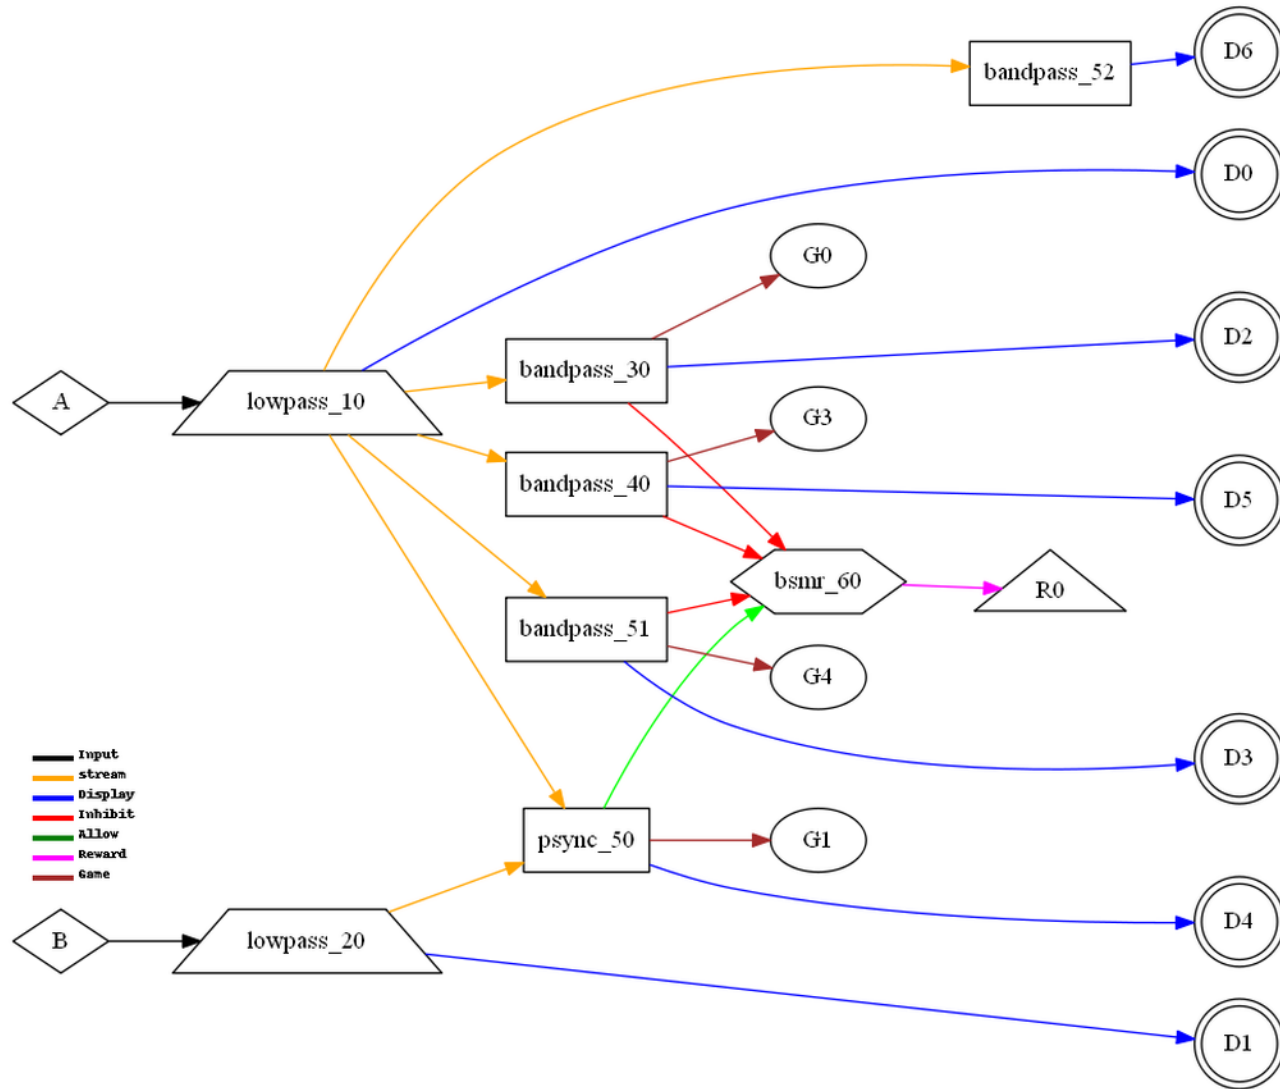 D6
bandpass_52
D0
G0
bandpass_30
D2
A
lowpass_10
G3
bandpass_40
D5
bsmr_60
R0
bandpass_51
G4
D3
Input
stream
Display
Inhibit
Allow
Reward
Game
psync_50
G1
D4
B
lowpass_20
D1